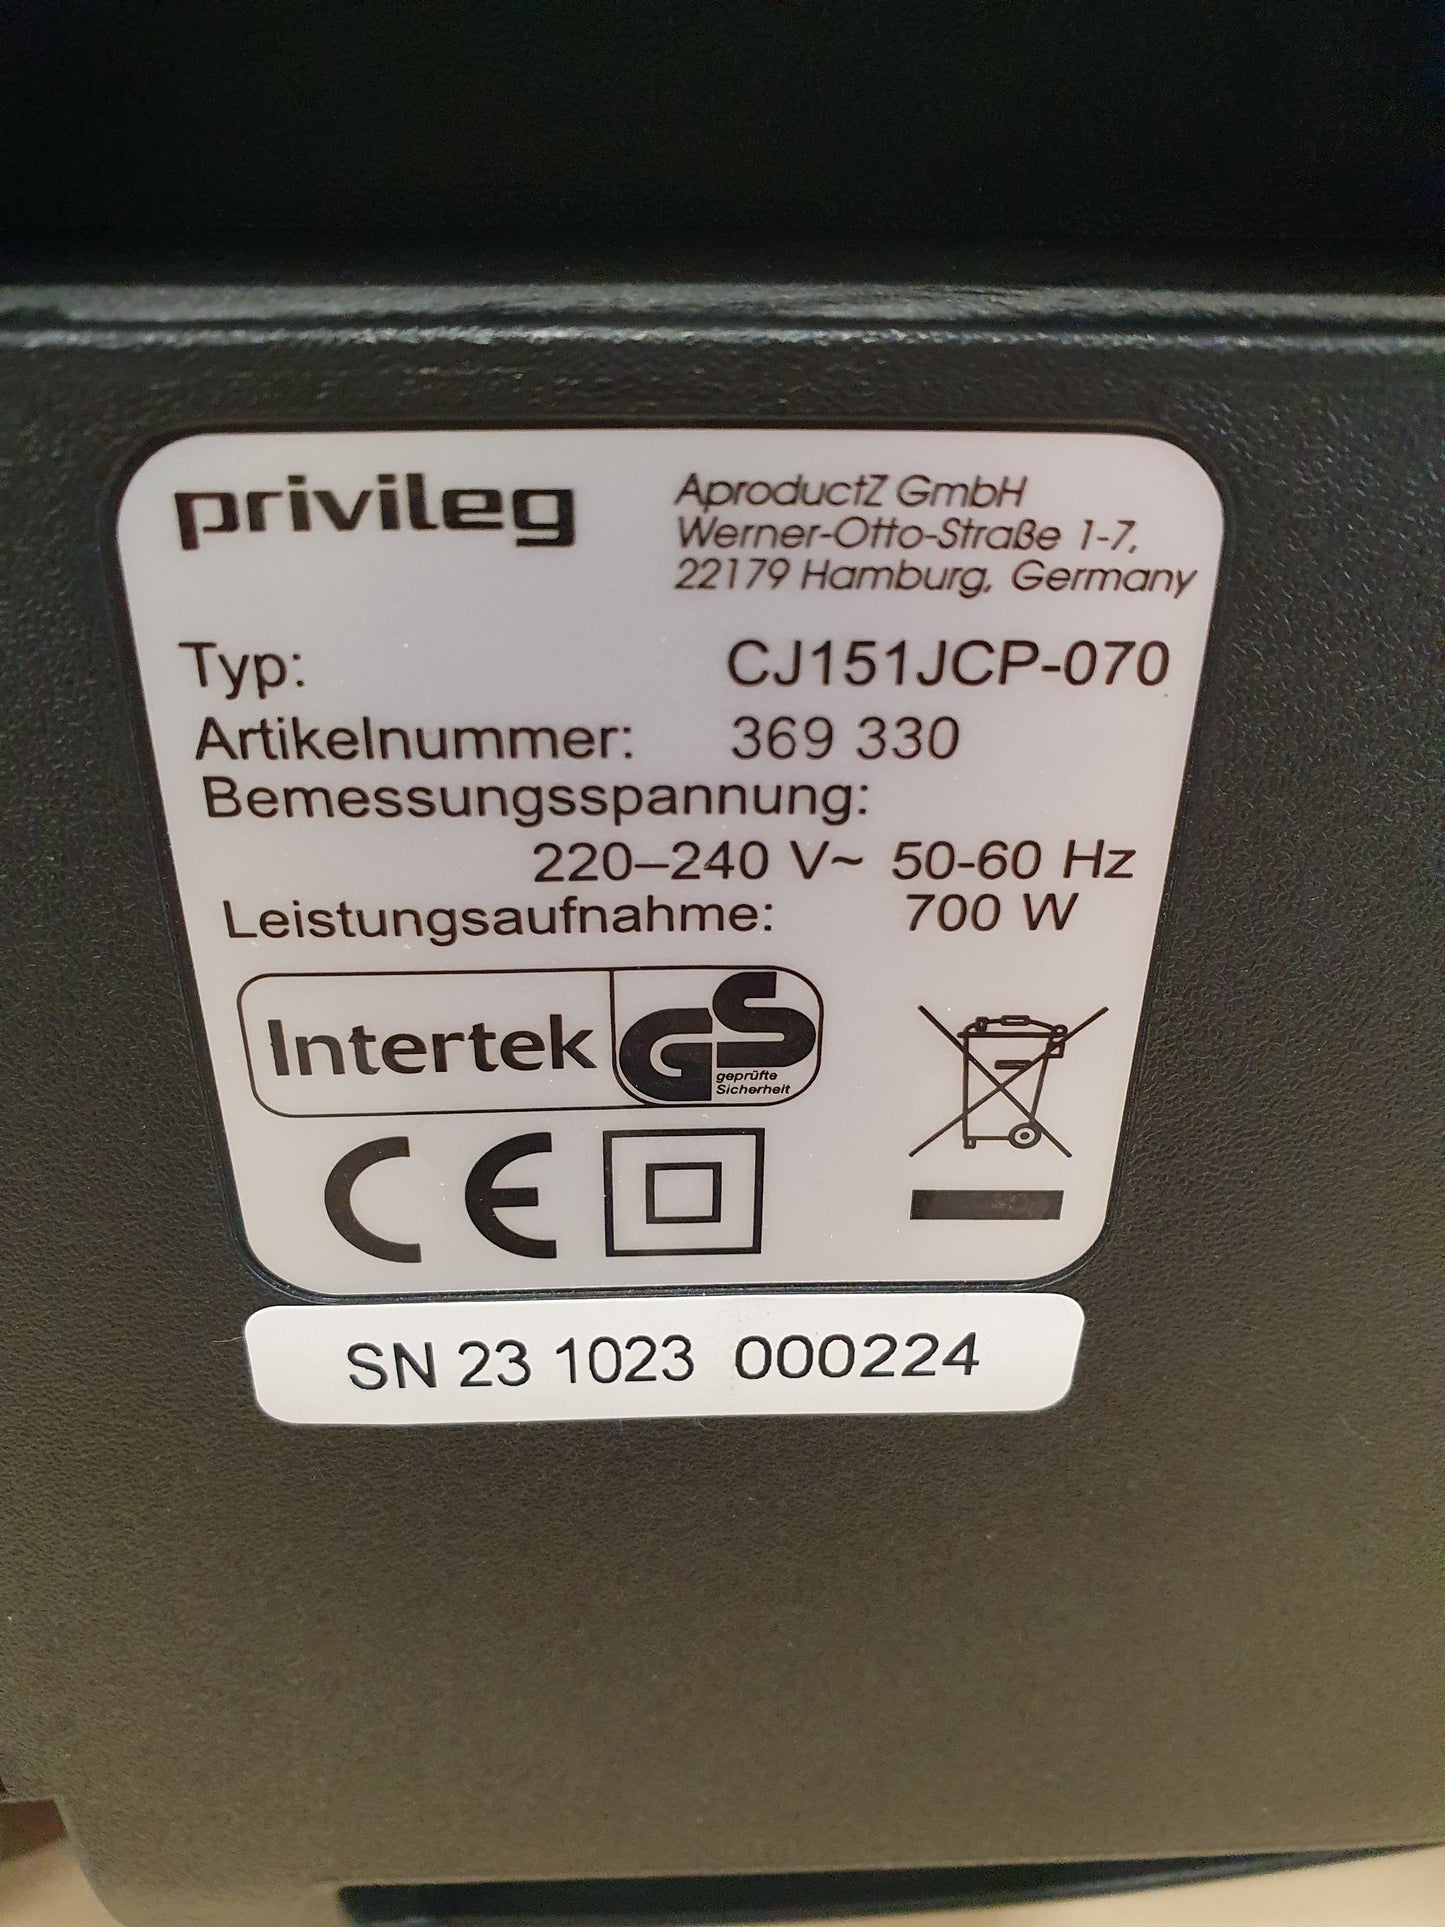 privileg
AproductZ GmbH
Werner-Otto-Straße 1-7,
22179 Hamburg, Germany
Typ: CJ151JCP-070
Artikelnummer: 369 330
Bemessungsspannung:
220–240 V~ 50-60 Hz
Leistungsaufnahme: 700 W
Intertek
GS
geprüfte
Sicherheit
CE
SN 23 1023 000224